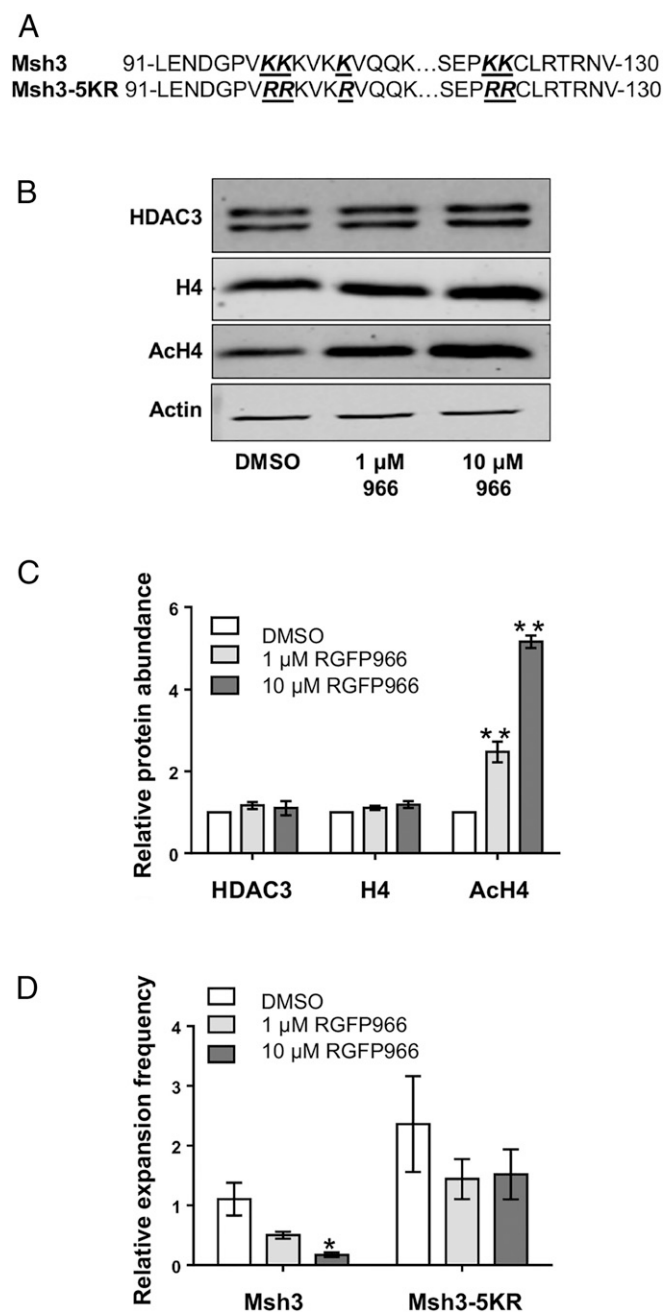 A
Msh3 91-LENDGPVKKKVKKVQQK...SEPKKCLRTRNV-130
Msh3-5KR 91-LENDGPVRRKVKRVQQK...SEPRRCLRTRNV-130
B
HDAC3
H4
AcH4
Actin
DMSO 1 µM 10 µM
966 966
C
Relative protein abundance
6
4
2
0
DMSO
1 µM RGFP966
10 µM RGFP966
**
**
HDAC3 H4 AcH4
D
Relative expansion frequency
4
3
2
1
0
DMSO
1 µM RGFP966
10 µM RGFP966
*
Msh3 Msh3-5KR